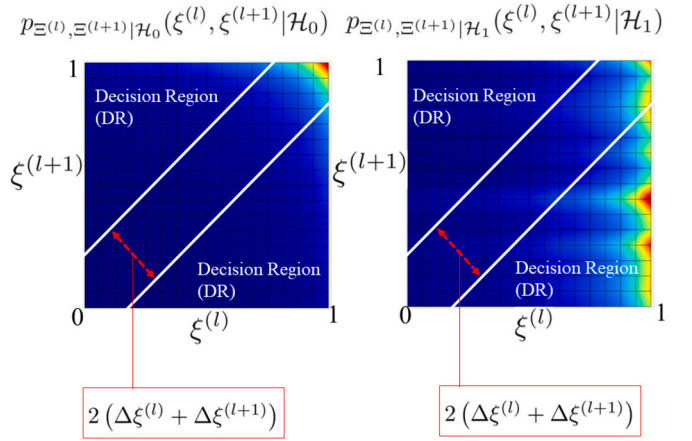 p_{Ξ^{(l)},Ξ^{(l+1)}|ℋ_0}(ξ^{(l)}, ξ^{(l+1)}|ℋ_0)
p_{Ξ^{(l)},Ξ^{(l+1)}|ℋ_1}(ξ^{(l)}, ξ^{(l+1)}|ℋ_1)
1
Decision Region
(DR)
ξ^{(l+1)}
Decision Region
(DR)
0
ξ^{(l)}
1
2(Δξ^{(l)} + Δξ^{(l+1)})
1
Decision Region
(DR)
ξ^{(l+1)}
Decision Region
(DR)
0
ξ^{(l)}
1
2(Δξ^{(l)} + Δξ^{(l+1)})